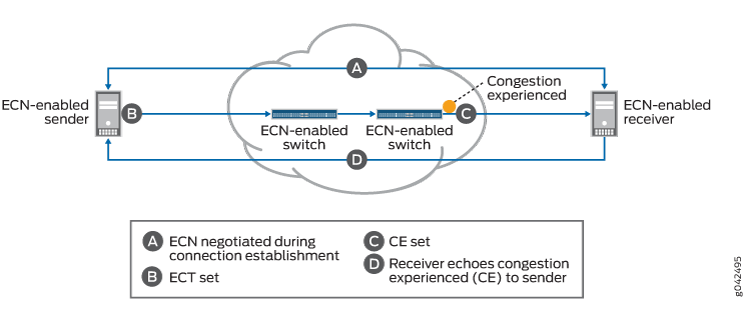 A
Congestion
experienced
ECN-enabled
sender
B
C
ECN-enabled
receiver
ECN-enabled
switch
ECN-enabled
switch
D
A ECN negotiated during
connection establishment
B ECT set
C CE set
D Receiver echoes congestion
experienced (CE) to sender
g042495